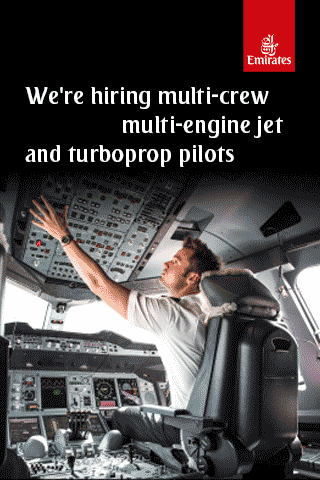 Emirates
We're hiring multi-crew
multi-engine jet
and turboprop pilots